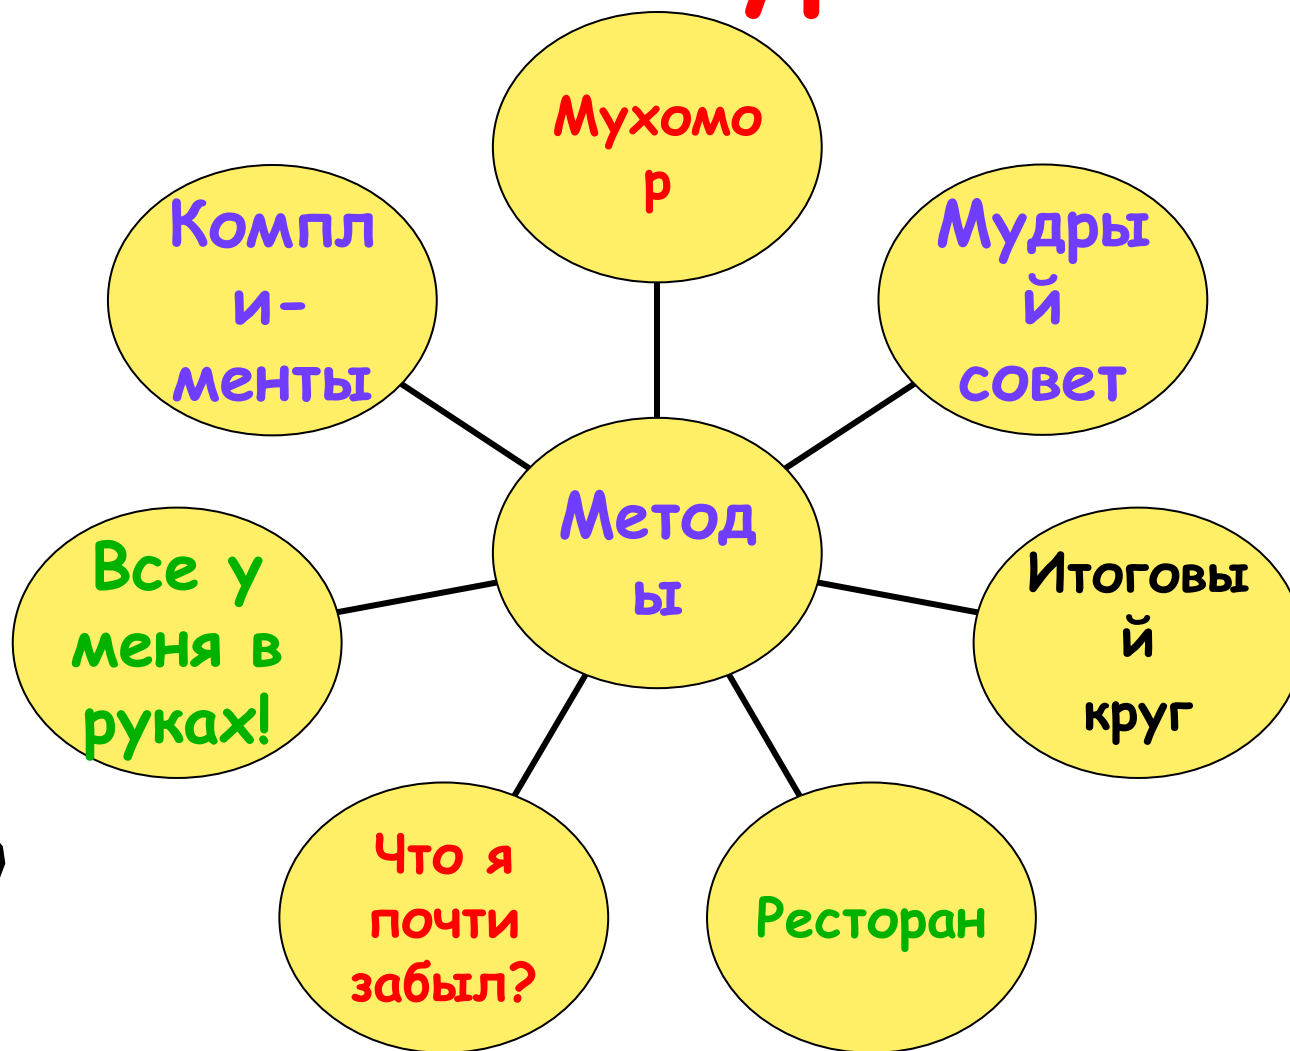 Мухомо
р
Компл
и-
менты
Мудры
й
совет
Метод
ы
Все у
меня в
руках!
Итоговы
й
круг
Что я
почти
забыл?
Ресторан